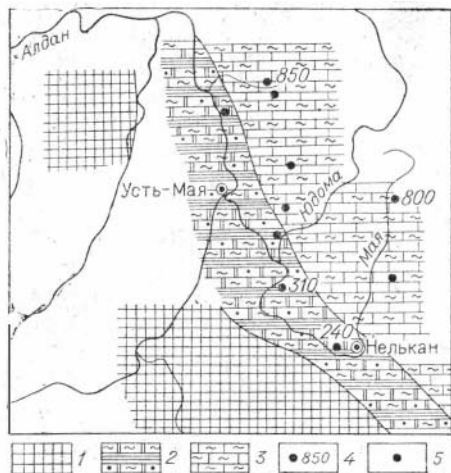 Алдан
850
Усть-Мая
Юдома
800
Мая
310
240
Нелькан
1 2 3 850 4 5